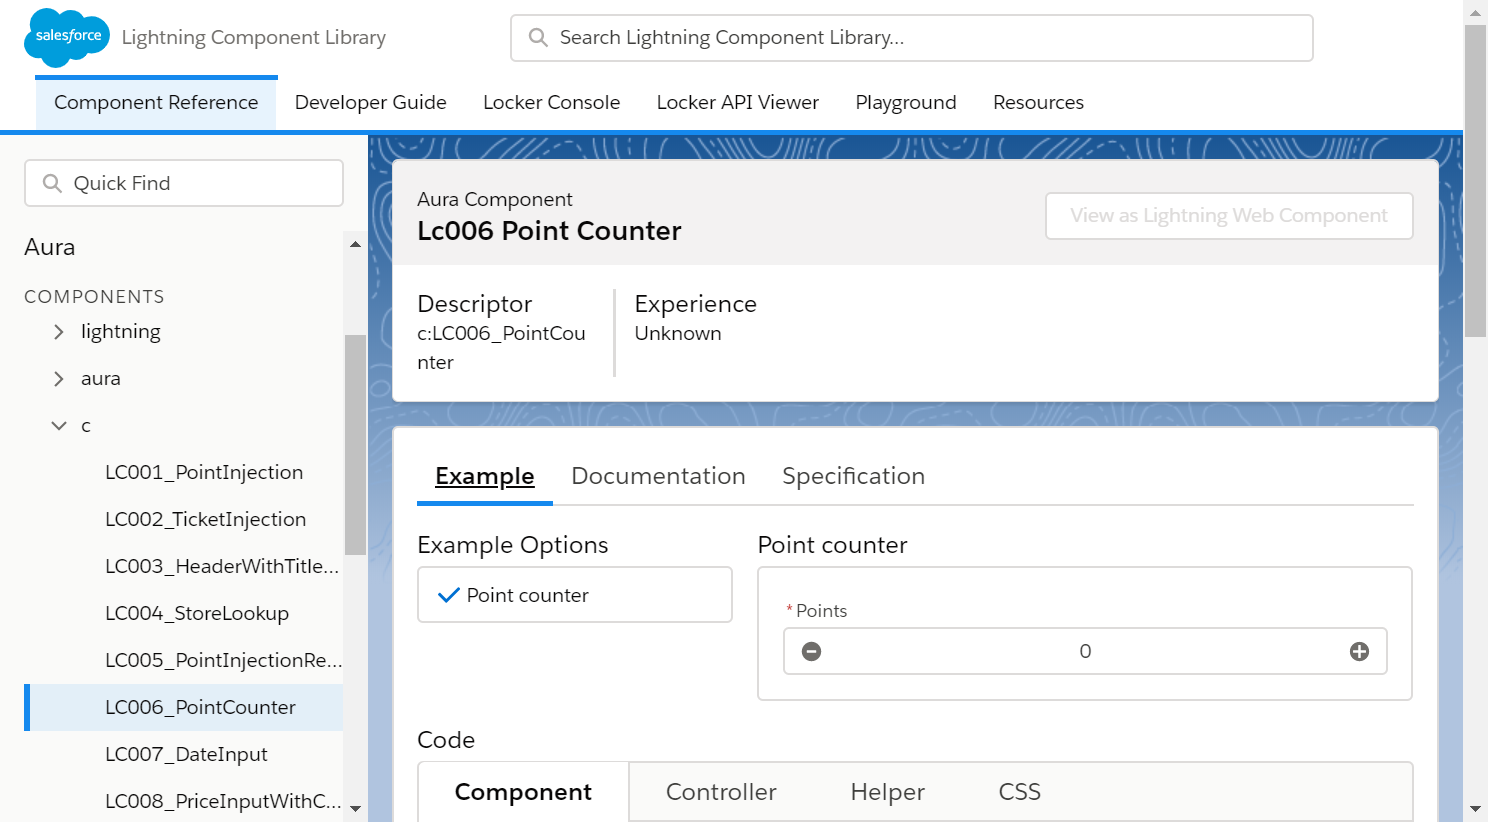 salesforce
Lightning Component Library
Search Lightning Component Library...
Component Reference
Developer Guide
Locker Console
Locker API Viewer
Playground
Resources
Quick Find
Aura
COMPONENTS
lightning
aura
c
LC001_PointInjection
LC002_TicketInjection
LC003_HeaderWithTitle...
LC004_StoreLookup
LC005_PointInjectionRe...
LC006_PointCounter
LC007_DateInput
LC008_PriceInputWithC...
Aura Component
Lc006 Point Counter
View as Lightning Web Component
Descriptor
c:LC006_PointCou
nter
Experience
Unknown
Example
Documentation
Specification
Example Options
Point counter
Point counter
*Points
0
Code
Component
Controller
Helper
CSS